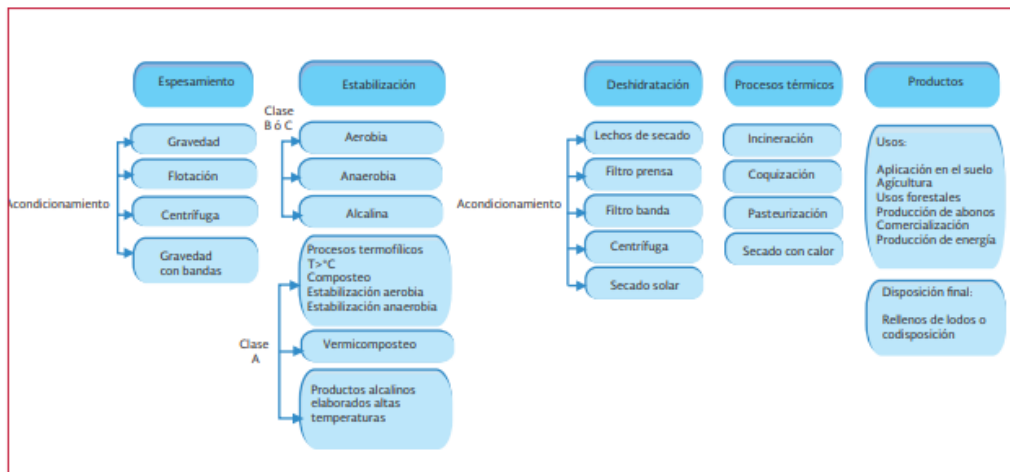 Espesamiento
Acondicionamiento
Gravedad
Flotación
Centrífuga
Gravedad
con bandas
Estabilización
Clase
B ó C
Aerobia
Anaerobia
Alcalina
Clase
A
Procesos termofílicos
T>°C
Composteo
Estabilización aerobia
Estabilización anaerobia
Vermicomposteo
Productos alcalinos
elaborados altas
temperaturas
Deshidratación
Acondicionamiento
Lechos de secado
Filtro prensa
Filtro banda
Centrífuga
Secado solar
Procesos térmicos
Incineración
Coquización
Pasteurización
Secado con calor
Productos
Usos:
Aplicación en el suelo
Agícultura
Usos forestales
Producción de abonos
Comercialización
Producción de energía
Disposición final:
Rellenos de lodos o
codisposición